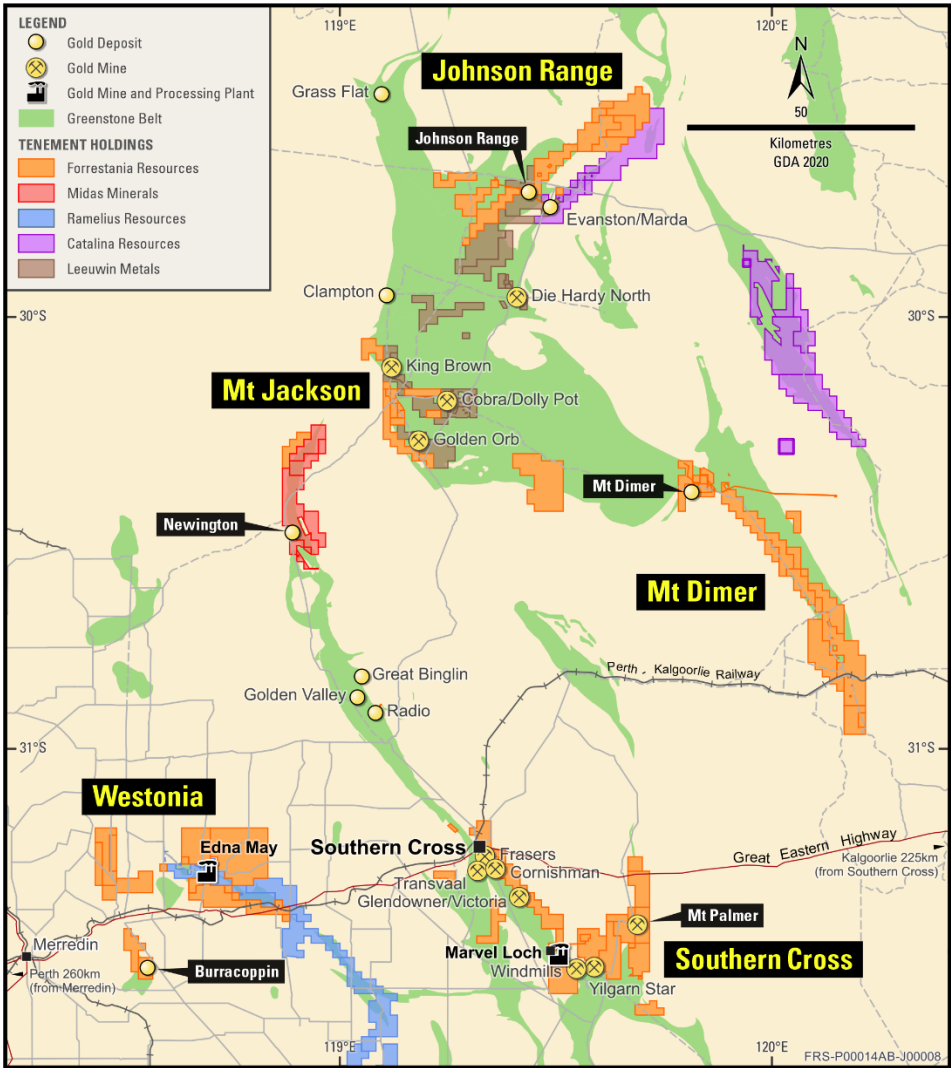 LEGEND
Gold Deposit
Gold Mine
Gold Mine and Processing Plant
Greenstone Belt
TENEMENT HOLDINGS
Forrestania Resources
Midas Minerals
Ramelius Resources
Catalina Resources
Leeuwin Metals
119°E
120°E
N
50
Kilometres
GDA 2020
Johnson Range
Grass Flat
Johnson Range
Evanston/Marda
Clampton
Die Hardy North
30°S
30°S
King Brown
Mt Jackson
Cobra/Dolly Pot
Golden Orb
Mt Dimer
Newington
Mt Dimer
Perth - Kalgoorlie Railway
Great Binglin
Golden Valley
Radio
31°S
31°S
Westonia
Edna May
Southern Cross
Frasers
Cornishman
Great Eastern Highway
Kalgoorlie 225km
(from Southern Cross)
Transvaal
Glendowner/Victoria
Mt Palmer
Merredin
Perth 260km
(from Merredin)
Burracoppin
Marvel Loch
Windmills
Yilgarn Star
Southern Cross
119°E
120°E
FRS-P00014AB-J00008